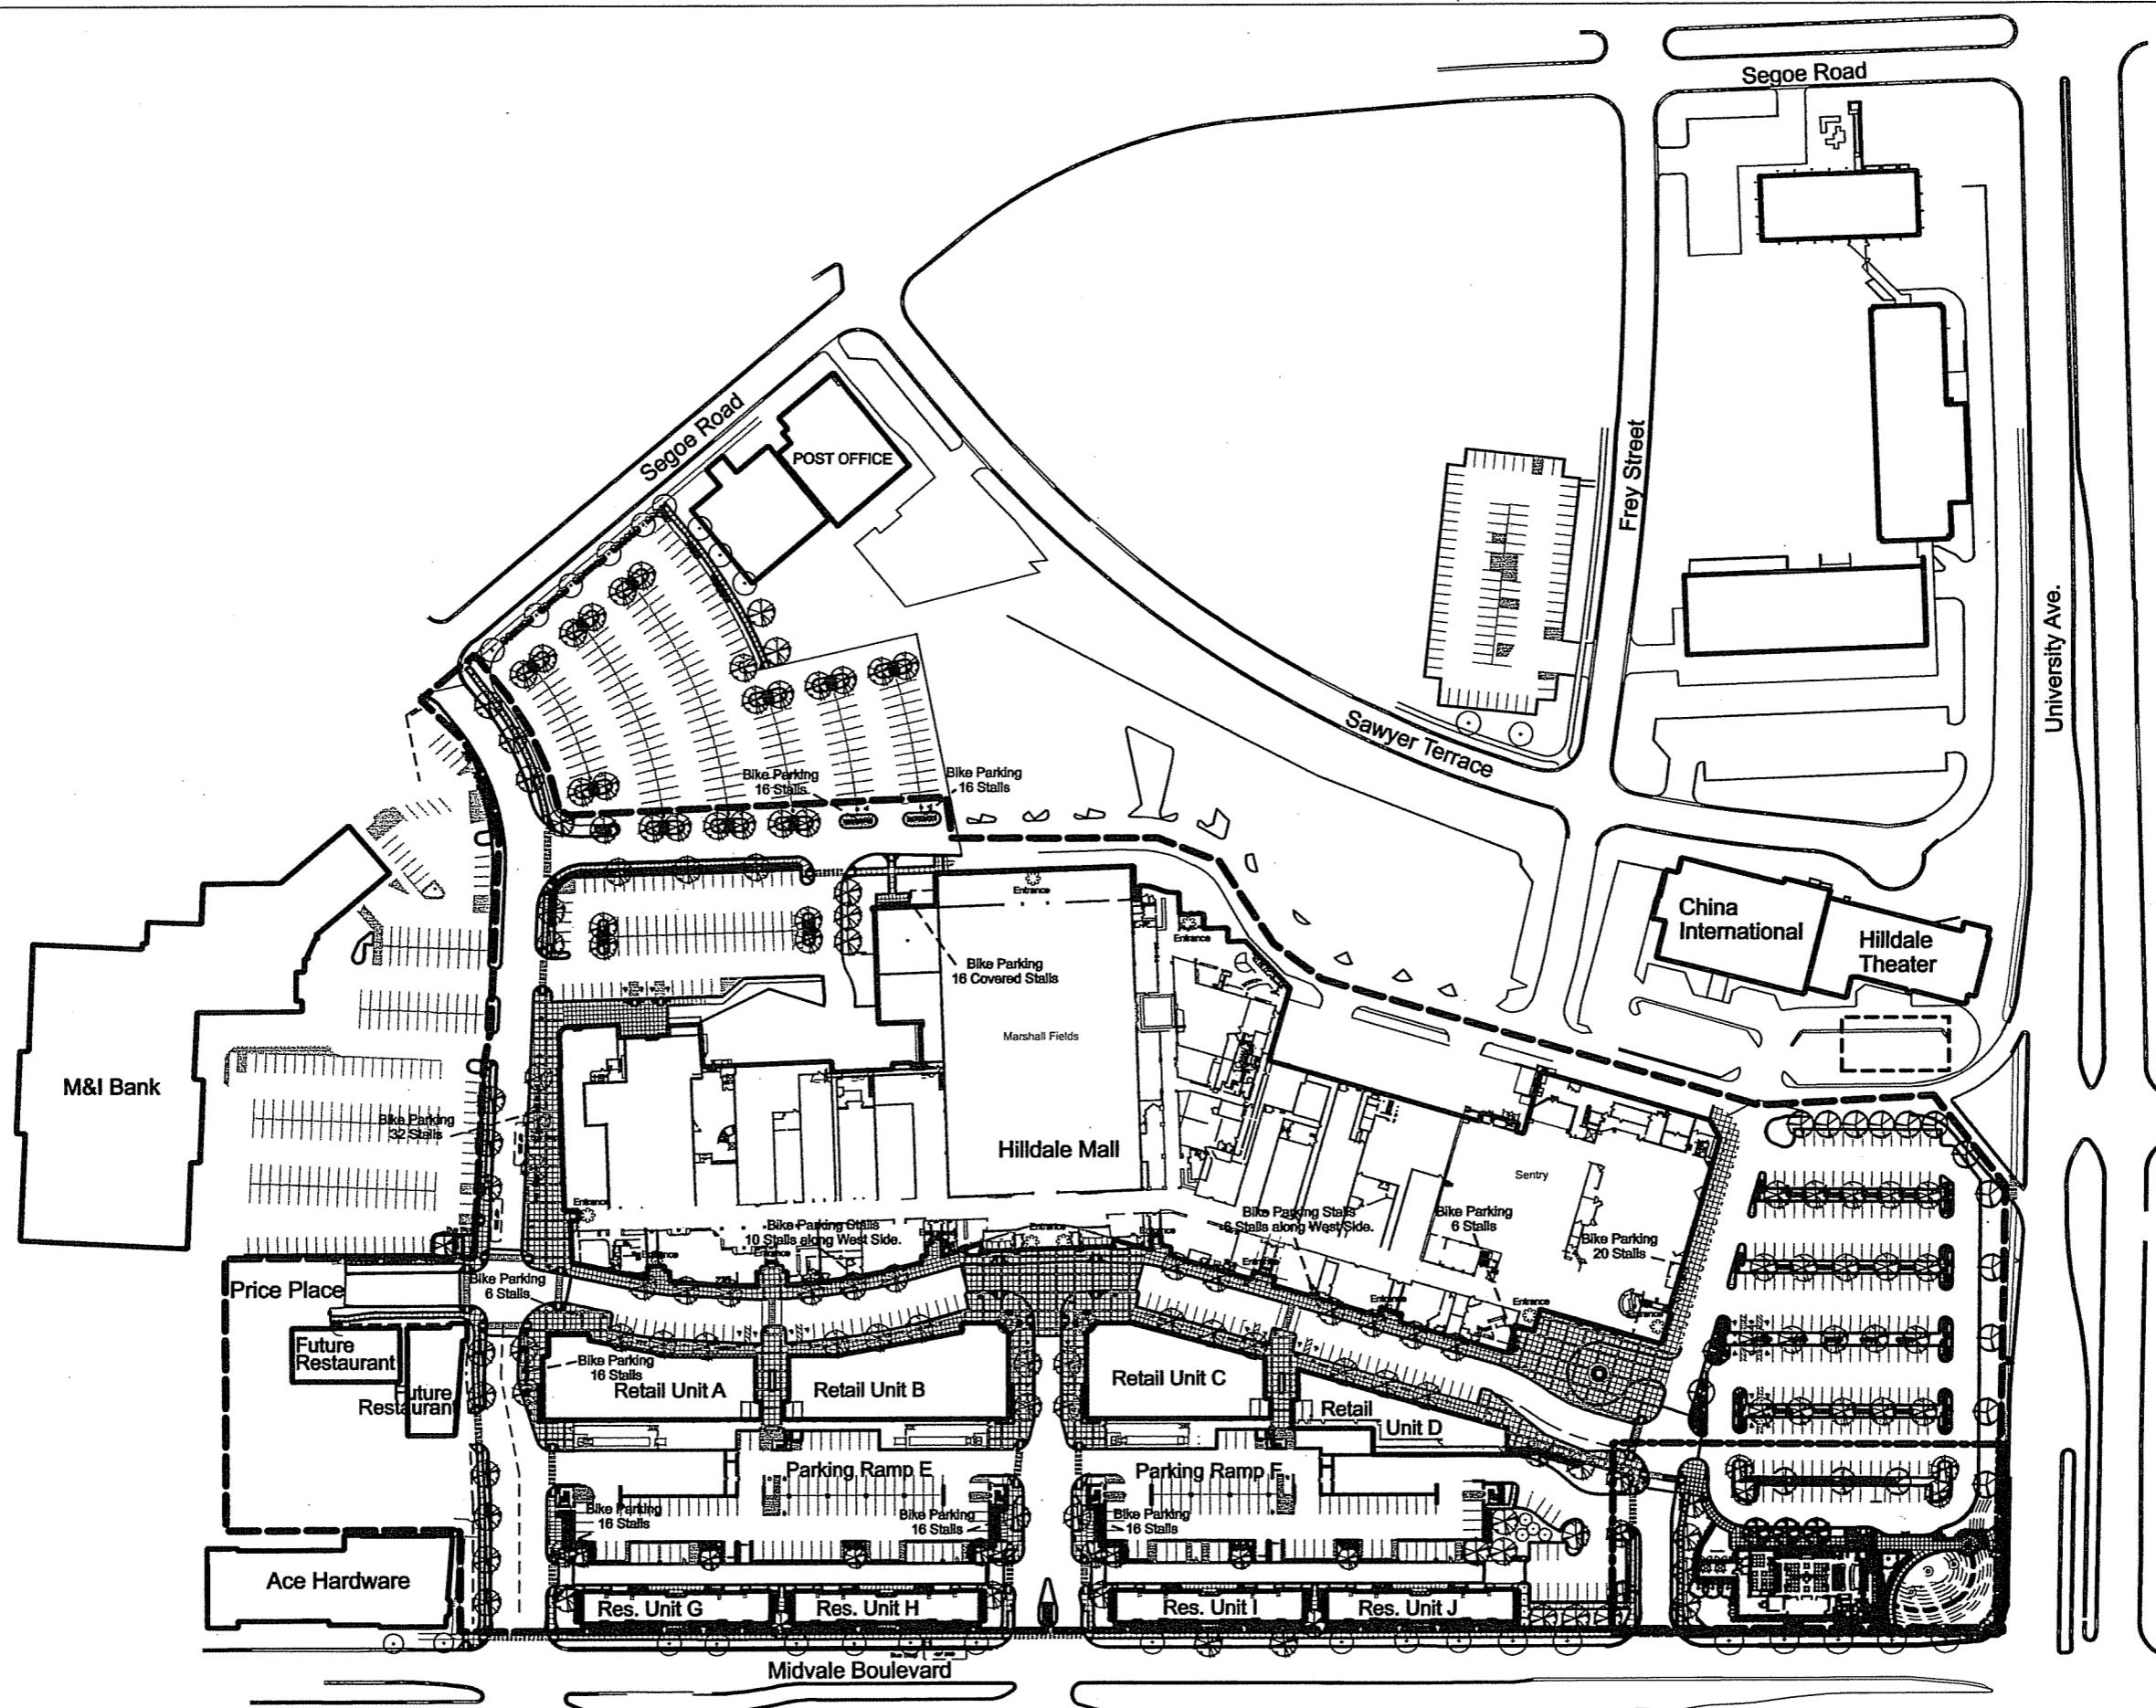 Segoe Road
Segoe Road
POST OFFICE
Frey Street
University Ave.
Sawyer Terrace
Bike Parking
16 Stalls
Bike Parking
16 Stalls
Entrance
Entrance
China
International
Hilldale
Theater
Bike Parking
16 Covered Stalls
Marshall Fields
M&I Bank
Bike Parking
32 Stalls
Hilldale Mall
Sentry
Entrance
Bike Parking Stalls
10 Stalls along West Side.
Entrance
Entrance
Entrance
Entrance
Bike Parking Stalls
6 Stalls along West Side.
Bike Parking
6 Stalls
Bike Parking
20 Stalls
Entrance
Entrance
Entrance
Entrance
Price Place
Bike Parking
6 Stalls
Future
Restaurant
Future
Restaurant
Bike Parking
16 Stalls
Retail Unit A
Retail Unit B
Retail Unit C
Retail
Unit D
Parking Ramp E
Parking Ramp F
Bike Parking
16 Stalls
Bike Parking
16 Stalls
Bike Parking
16 Stalls
Ace Hardware
Res. Unit G
Res. Unit H
Res. Unit I
Res. Unit J
Midvale Boulevard